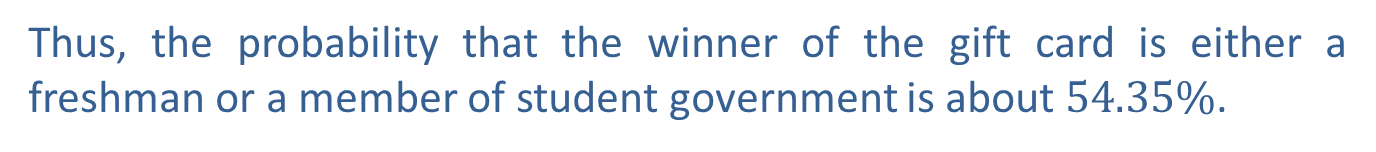 Thus, the probability that the winner of the gift card is either a
freshman or a member of student government is about 54.35%.